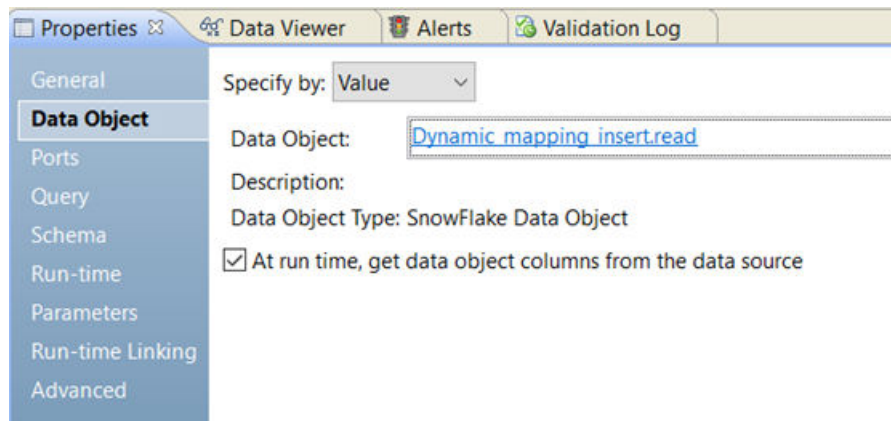 Properties Data Viewer Alerts Validation Log
General
Specify by: Value
Data Object
Data Object: Dynamic_mapping_insert.read
Ports
Description:
Query
Data Object Type: SnowFlake Data Object
Schema
At run time, get data object columns from the data source
Run-time
Parameters
Run-time Linking
Advanced